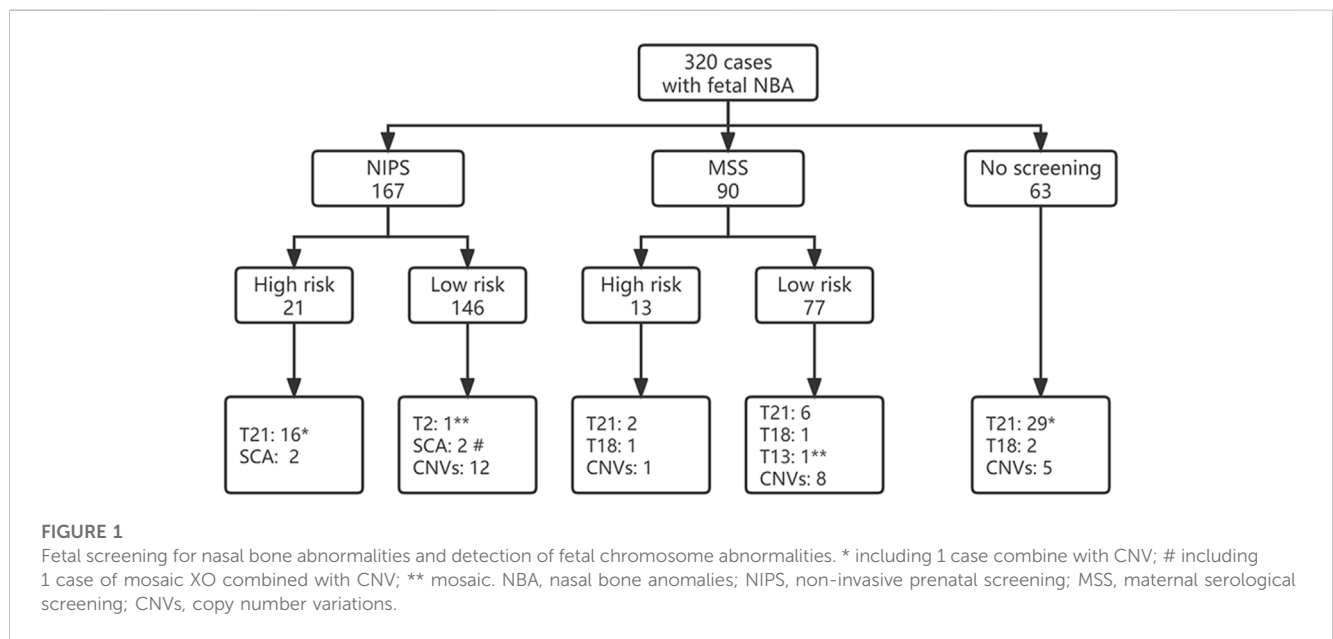 320 cases
with fetal NBA
NIPS
167
MSS
90
No screening
63
High risk
21
Low risk
146
High risk
13
Low risk
77
T21: 16*
SCA: 2
T2: 1**
SCA: 2 #
CNVs: 12
T21: 2
T18: 1
CNVs: 1
T21: 6
T18: 1
T13: 1**
CNVs: 8
T21: 29*
T18: 2
CNVs: 5
FIGURE 1
Fetal screening for nasal bone abnormalities and detection of fetal chromosome abnormalities. * including 1 case combine with CNV; # including
1 case of mosaic XO combined with CNV; ** mosaic. NBA, nasal bone anomalies; NIPS, non-invasive prenatal screening; MSS, maternal serological
screening; CNVs, copy number variations.